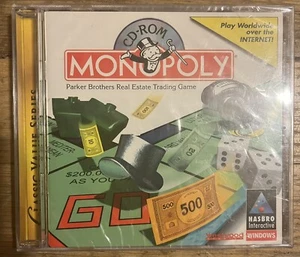 CD-ROM
Play Worldwide
over the
INTERNET!
MONOPOLY
Parker Brothers Real Estate Trading Game
CLASSIC VALUE SERIES
$200.0
AS YOU
GO
500
500
HASBRO
Interactive
WINDOWS